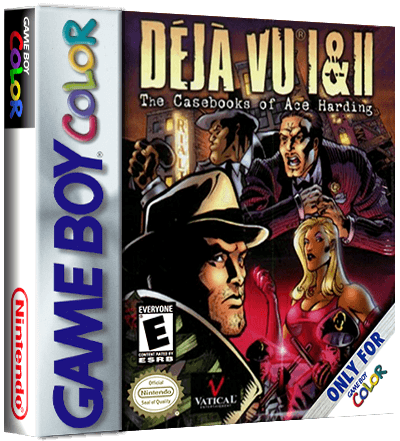 GAME BOY COLOR
Nintendo
GAME BOY COLOR
DÉJÀ VU® I & II
The Casebooks of Ace Harding
EVERYONE
E
CONTENT RATED BY
ESRB
Official
Nintendo
Seal of Quality
V
VATICAL
entertainment
ONLY FOR
GAME BOY
COLOR